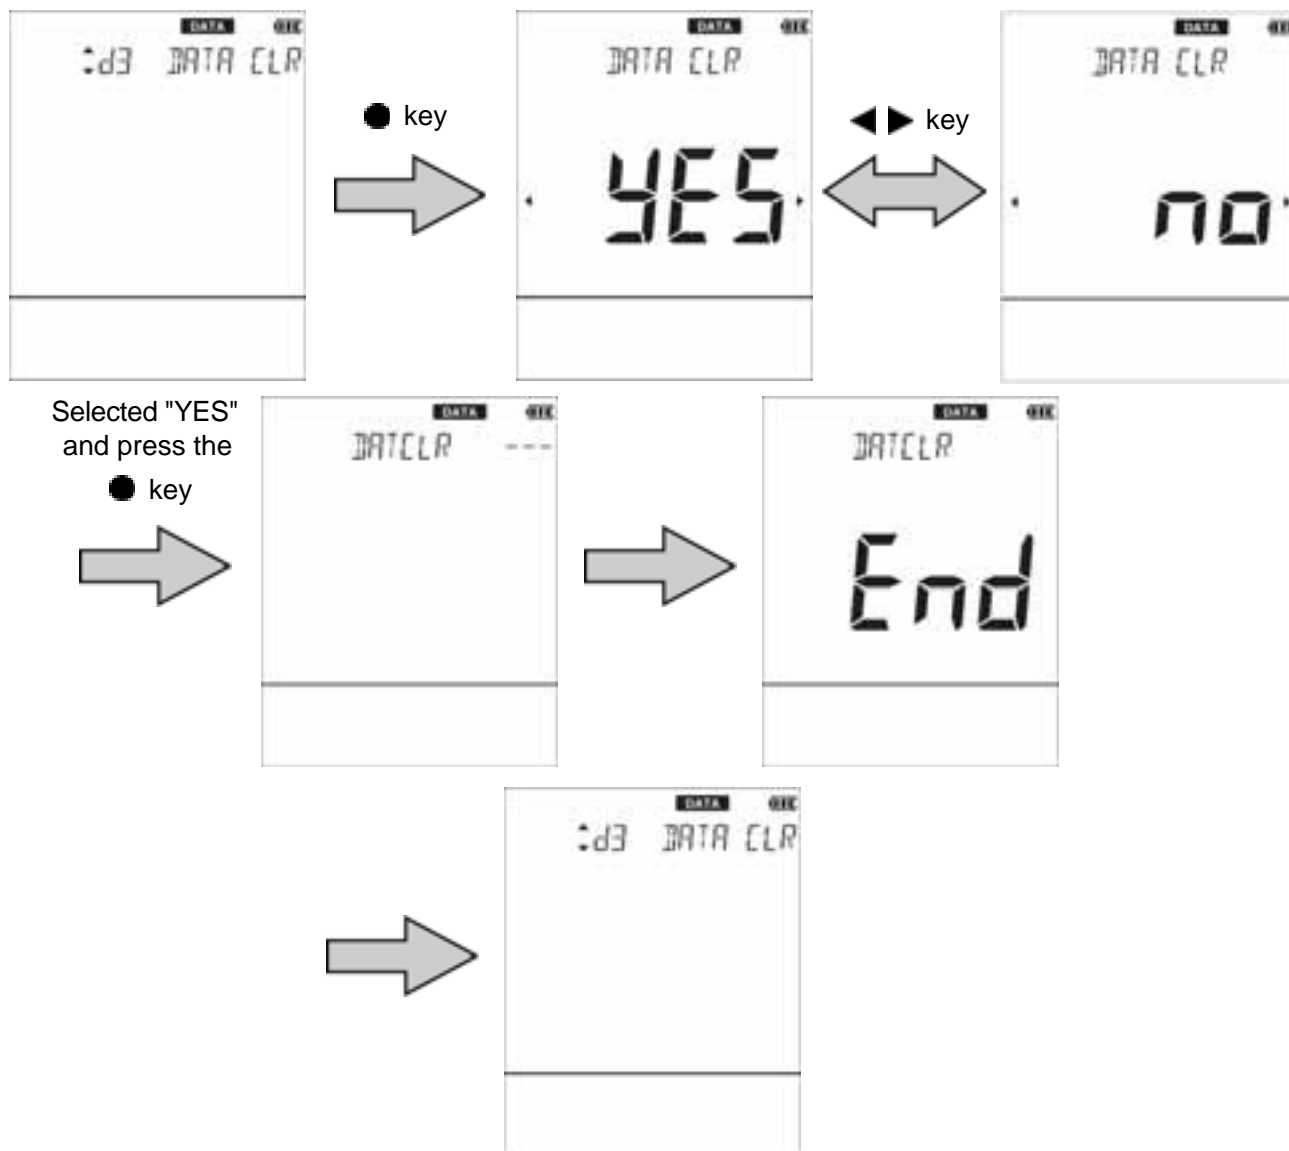 DATA
d3 DATA CLR
● key
DATA
DATA CLR
YES
◀ ▶ key
DATA
DATA CLR
no
Selected "YES"
and press the
● key
DATA
DATCLR ----
DATA
DATCLR
End
DATA
d3 DATA CLR